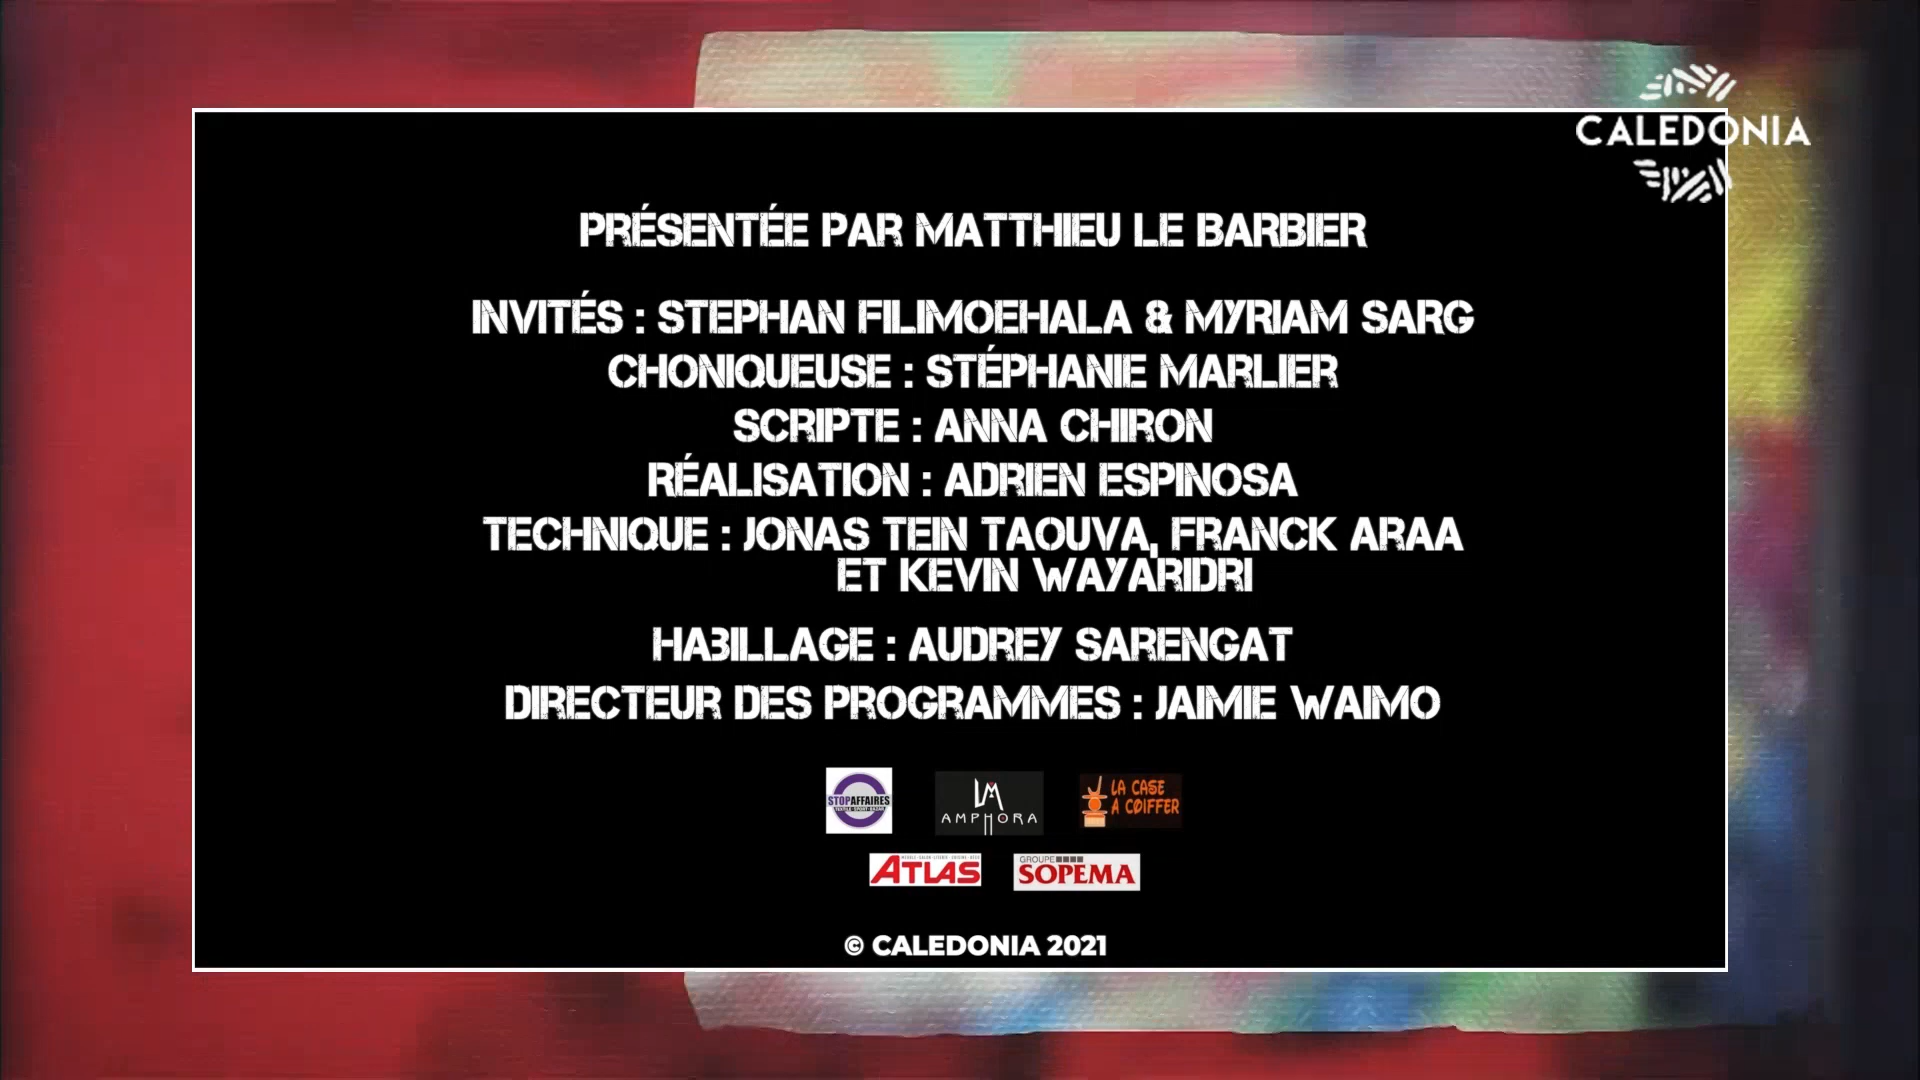 CALEDONIA
PRÉSENTÉE PAR MATTHIEU LE BARBIER
INVITÉS : STEPHAN FILIMOEHALA & MYRIAM SARG
CHONIQUEUSE : STÉPHANIE MARLIER
SCRIPTE : ANNA CHIRON
RÉALISATION : ADRIEN ESPINOSA
TECHNIQUE : JONAS TEIN TAOUVA, FRANCK ARAA
ET KEVIN WAYARIDRI
HABILLAGE : AUDREY SARENGAT
DIRECTEUR DES PROGRAMMES : JAIMIE WAIMO
STOPAFFAIRES
AMPHORA
LA CASE
A COIFFER
ATLAS
GROUPE
SOPEMA
© CALEDONIA 2021